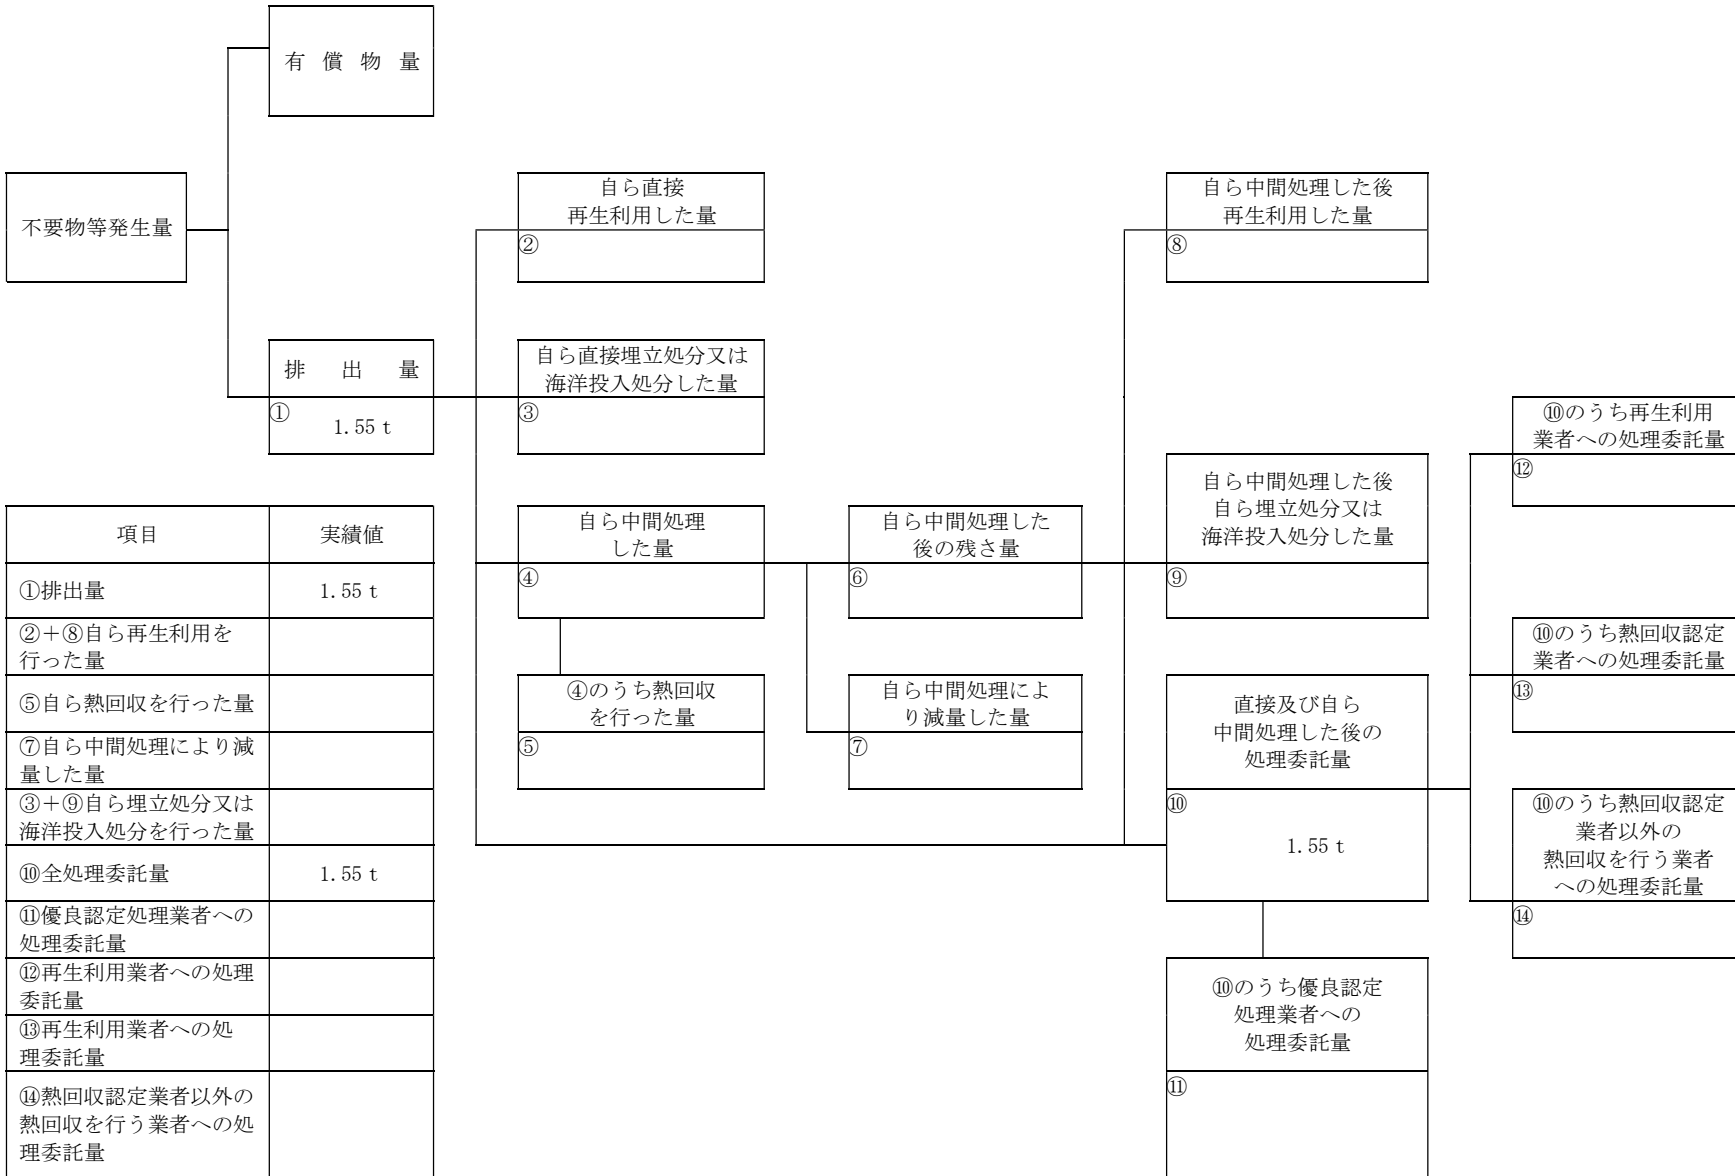 有償物量
不要物等発生量
自ら直接
再生利用した量
②
自ら中間処理した後
再生利用した量
⑧
排出量
①
1.55 t
自ら直接埋立処分又は
海洋投入処分した量
③
⑩のうち再生利用
業者への処理委託量
⑫
自ら中間処理
した量
④
自ら中間処理した
後の残さ量
⑥
自ら中間処理した後
自ら埋立処分又は
海洋投入処分した量
⑨
⑩のうち熱回収認定
業者への処理委託量
⑬
④のうち熱回収
を行った量
⑤
自ら中間処理によ
り減量した量
⑦
直接及び自ら
中間処理した後の
処理委託量
⑩
1.55 t
⑩のうち熱回収認定
業者以外の
熱回収を行う業者
への処理委託量
⑭
⑩のうち優良認定
処理業者への
処理委託量
⑪
項目 実績値
①排出量 1.55 t
②+⑧自ら再生利用を
行った量
⑤自ら熱回収を行った量
⑦自ら中間処理により減
量した量
③+⑨自ら埋立処分又は
海洋投入処分を行った量
⑩全処理委託量 1.55 t
⑪優良認定処理業者への
処理委託量
⑫再生利用業者への処理
委託量
⑬再生利用業者への処
理委託量
⑭熱回収認定業者以外の
熱回収を行う業者への処
理委託量